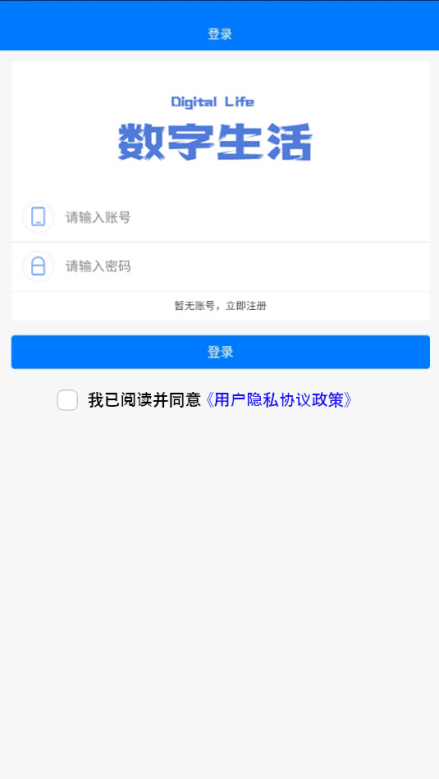 登录
Digital Life
数字生活
请输入账号
请输入密码
暂无账号，立即注册
登录
我已阅读并同意《用户隐私协议政策》